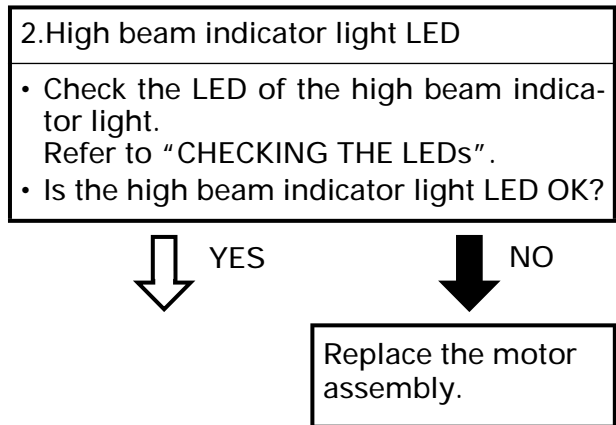 2.High beam indicator light LED
• Check the LED of the high beam indica-
tor light.
Refer to “CHECKING THE LEDs”.
• Is the high beam indicator light LED OK?
YES NO
Replace the motor
assembly.